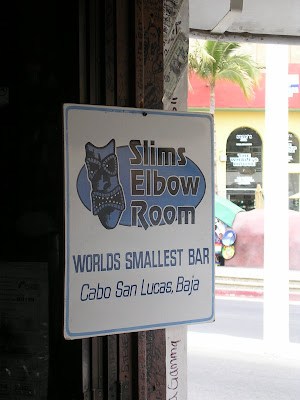 Slims
Elbow
Room
WORLDS SMALLEST BAR
Cabo San Lucas, Baja